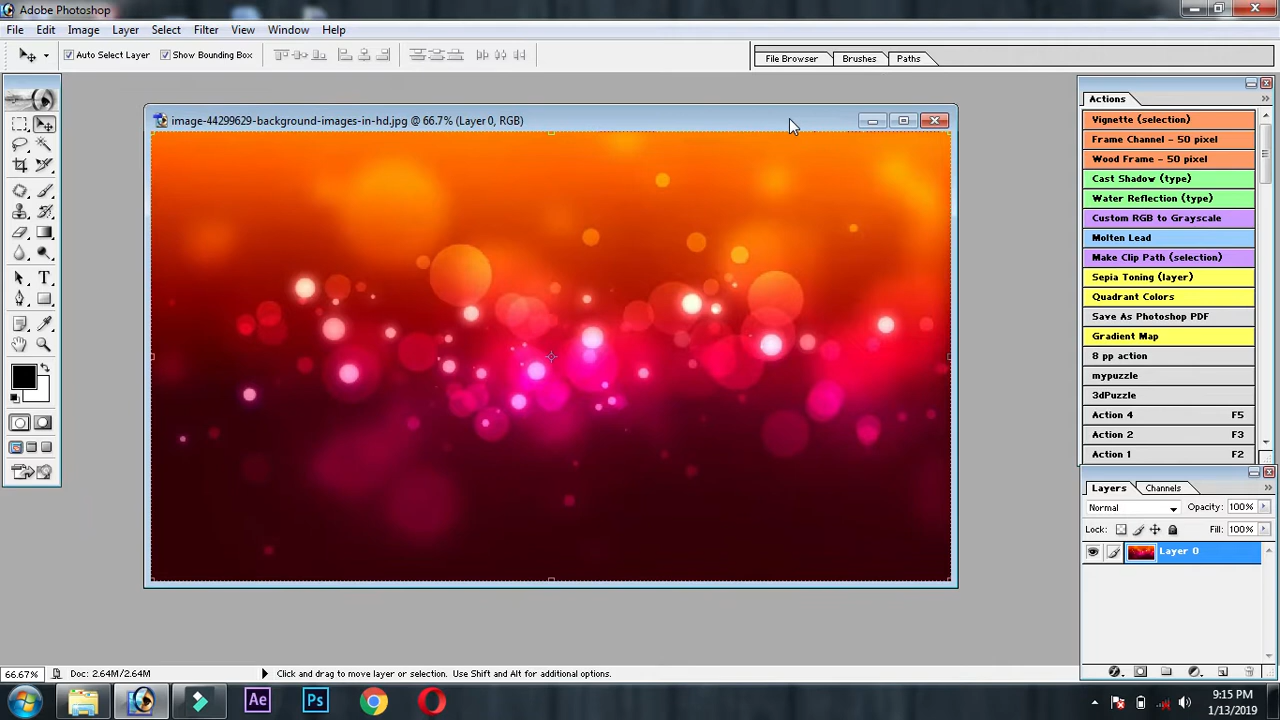 Adobe Photoshop
File Edit Image Layer Select Filter View Window Help
Auto Select Layer Show Bounding Box File Browser Brushes Paths
image-44299629-background-images-in-hd.jpg @ 66.7% (Layer 0, RGB)
Actions
Vignette (selection)
Frame Channel - 50 pixel
Wood Frame - 50 pixel
Cast Shadow (type)
Water Reflection (type)
Custom RGB to Grayscale
Molten Lead
Make Clip Path (selection)
Sepia Toning (layer)
Quadrant Colors
Save As Photoshop PDF
Gradient Map
8 pp action
mypuzzle
3dPuzzle
Action 4 F5
Action 2 F3
Action 1 F2
Layers Channels
Normal Opacity: 100%
Lock: Fill: 100%
Layer 0
66.67% Doc: 2.64M/2.64M Click and drag to move layer or selection. Use Shift and Alt for additional options.
Ae Ps
9:15 PM
1/13/2019